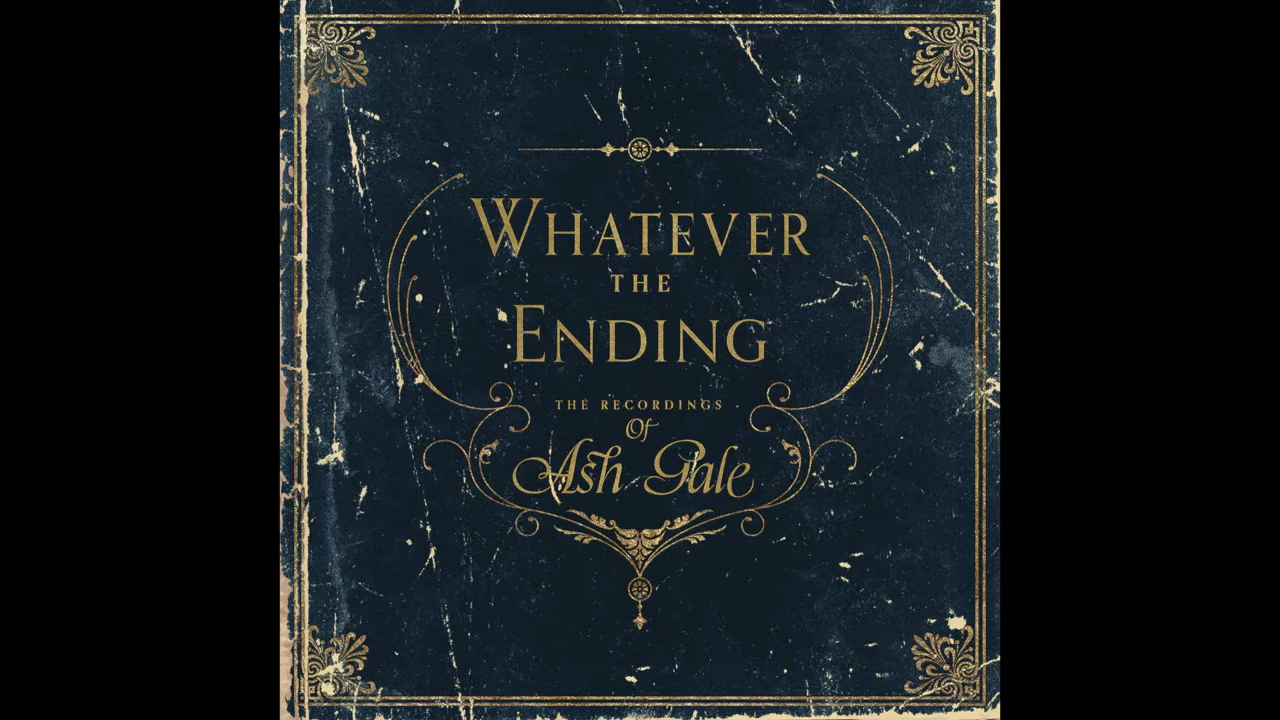 WHATEVER
THE
ENDING
THE RECORDINGS
Of
Ash Gale